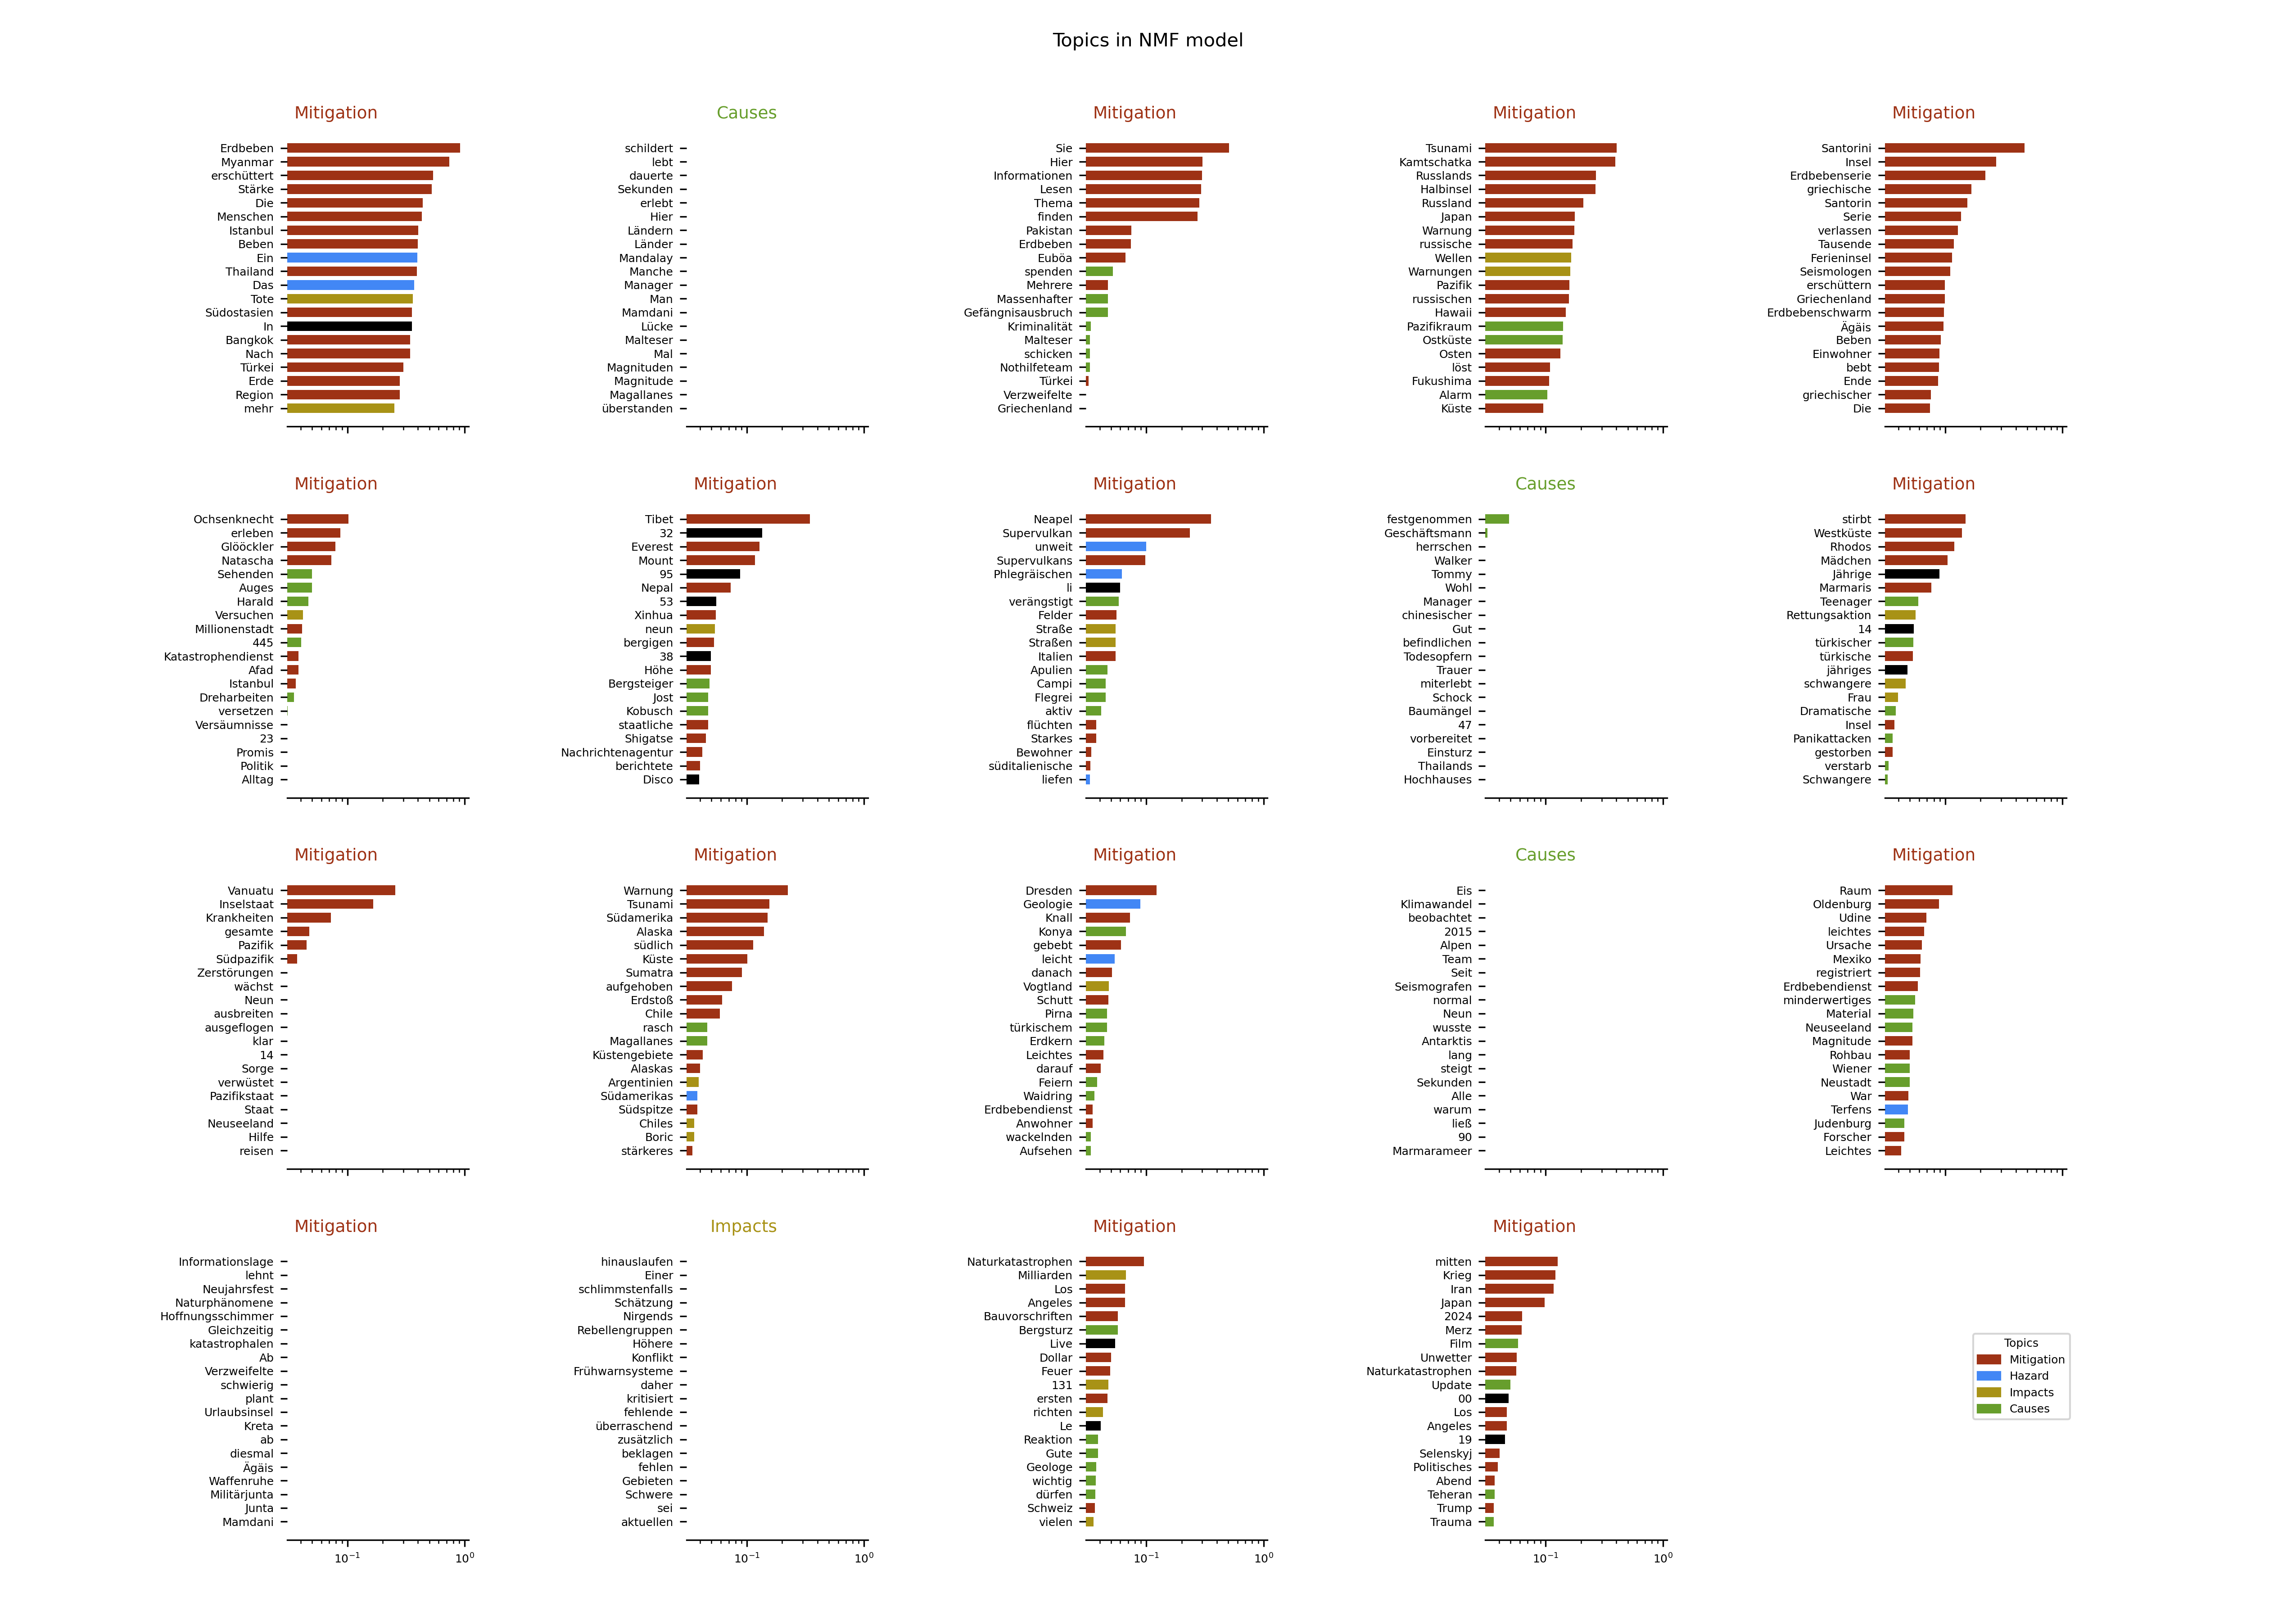 Topics in NMF model
Mitigation
Erdbeben
Myanmar
erschüttert
Stärke
Die
Menschen
Istanbul
Beben
Ein
Thailand
Das
Tote
Südostasien
In
Bangkok
Nach
Türkei
Erde
Region
mehr
Causes
schildert
lebt
dauerte
Sekunden
erlebt
Hier
Ländern
Länder
Mandalay
Manche
Manager
Man
Mamdani
Lücke
Malteser
Mal
Magnituden
Magnitude
Magallanes
überstanden
Mitigation
Sie
Hier
Informationen
Lesen
Thema
finden
Pakistan
Erdbeben
Euböa
spenden
Mehrere
Massenhafter
Gefängnisausbruch
Kriminalität
Malteser
schicken
Nothilfeteam
Türkei
Verzweifelte
Griechenland
Mitigation
Tsunami
Kamtschatka
Russlands
Halbinsel
Russland
Japan
Warnung
russische
Wellen
Warnungen
Pazifik
russischen
Hawaii
Pazifikraum
Ostküste
Osten
löst
Fukushima
Alarm
Küste
Mitigation
Santorini
Insel
Erdbebenserie
griechische
Santorin
Serie
verlassen
Tausende
Ferieninsel
Seismologen
erschüttern
Griechenland
Erdbebenschwarm
Ägäis
Beben
Einwohner
bebt
Ende
griechischer
Die
Mitigation
Ochsenknecht
erleben
Glööckler
Natascha
Sehenden
Auges
Harald
Versuchen
Millionenstadt
445
Katastrophendienst
Afad
Istanbul
Dreharbeiten
versetzen
Versäumnisse
23
Promis
Politik
Alltag
Mitigation
Tibet
32
Everest
Mount
95
Nepal
53
Xinhua
neun
bergigen
38
Höhe
Bergsteiger
Jost
Kobusch
staatliche
Shigatse
Nachrichtenagentur
berichtete
Disco
Mitigation
Neapel
Supervulkan
unweit
Supervulkans
Phlegräischen
li
verängstigt
Felder
Straße
Straßen
Italien
Apulien
Campi
Flegrei
aktiv
flüchten
Starkes
Bewohner
süditalienische
liefen
Causes
festgenommen
Geschäftsmann
herrschen
Walker
Tommy
Wohl
Manager
chinesischer
Gut
befindlichen
Todesopfern
Trauer
miterlebt
Schock
Baumängel
47
vorbereitet
Einsturz
Thailands
Hochhauses
Mitigation
stirbt
Westküste
Rhodos
Mädchen
Jährige
Marmaris
Teenager
Rettungsaktion
14
türkischer
türkische
jähriges
schwangere
Frau
Dramatische
Insel
Panikattacken
gestorben
verstarb
Schwangere
Mitigation
Vanuatu
Inselstaat
Krankheiten
gesamte
Pazifik
Südpazifik
Zerstörungen
wächst
Neun
ausbreiten
ausgeflogen
klar
14
Sorge
verwüstet
Pazifikstaat
Staat
Neuseeland
Hilfe
reisen
Mitigation
Warnung
Tsunami
Südamerika
Alaska
südlich
Küste
Sumatra
aufgehoben
Erdstoß
Chile
rasch
Magallanes
Küstengebiete
Alaskas
Argentinien
Südamerikas
Südspitze
Chiles
Boric
stärkeres
Mitigation
Dresden
Geologie
Knall
Konya
gebebt
leicht
danach
Vogtland
Schutt
Pirna
türkischem
Erdkern
Leichtes
darauf
Feiern
Waidring
Erdbebendienst
Anwohner
wackelnden
Aufsehen
Causes
Eis
Klimawandel
beobachtet
2015
Alpen
Team
Seit
Seismografen
normal
Neun
wusste
Antarktis
lang
steigt
Sekunden
Alle
warum
ließ
90
Marmarameer
Mitigation
Raum
Oldenburg
Udine
leichtes
Ursache
Mexiko
registriert
Erdbebendienst
minderwertiges
Material
Neuseeland
Magnitude
Rohbau
Wiener
Neustadt
War
Terfens
Judenburg
Forscher
Leichtes
Mitigation
Informationslage
lehnt
Neujahrsfest
Naturphänomene
Hoffnungsschimmer
Gleichzeitig
katastrophalen
Ab
Verzweifelte
schwierig
plant
Urlaubsinsel
Kreta
ab
diesmal
Ägäis
Waffenruhe
Militärjunta
Junta
Mamdani
10⁻¹ 10⁰
Impacts
hinauslaufen
Einer
schlimmstenfalls
Schätzung
Nirgends
Rebellengruppen
Höhere
Konflikt
Frühwarnsysteme
daher
kritisiert
fehlende
überraschend
zusätzlich
beklagen
fehlen
Gebieten
Schwere
sei
aktuellen
10⁻¹ 10⁰
Mitigation
Naturkatastrophen
Milliarden
Los
Angeles
Bauvorschriften
Bergsturz
Live
Dollar
Feuer
131
ersten
richten
Le
Reaktion
Gute
Geologe
wichtig
dürfen
Schweiz
vielen
10⁻¹ 10⁰
Mitigation
mitten
Krieg
Iran
Japan
2024
Merz
Film
Unwetter
Naturkatastrophen
Update
00
Los
Angeles
19
Selenskyj
Politisches
Abend
Teheran
Trump
Trauma
10⁻¹ 10⁰
Topics
Mitigation
Hazard
Impacts
Causes